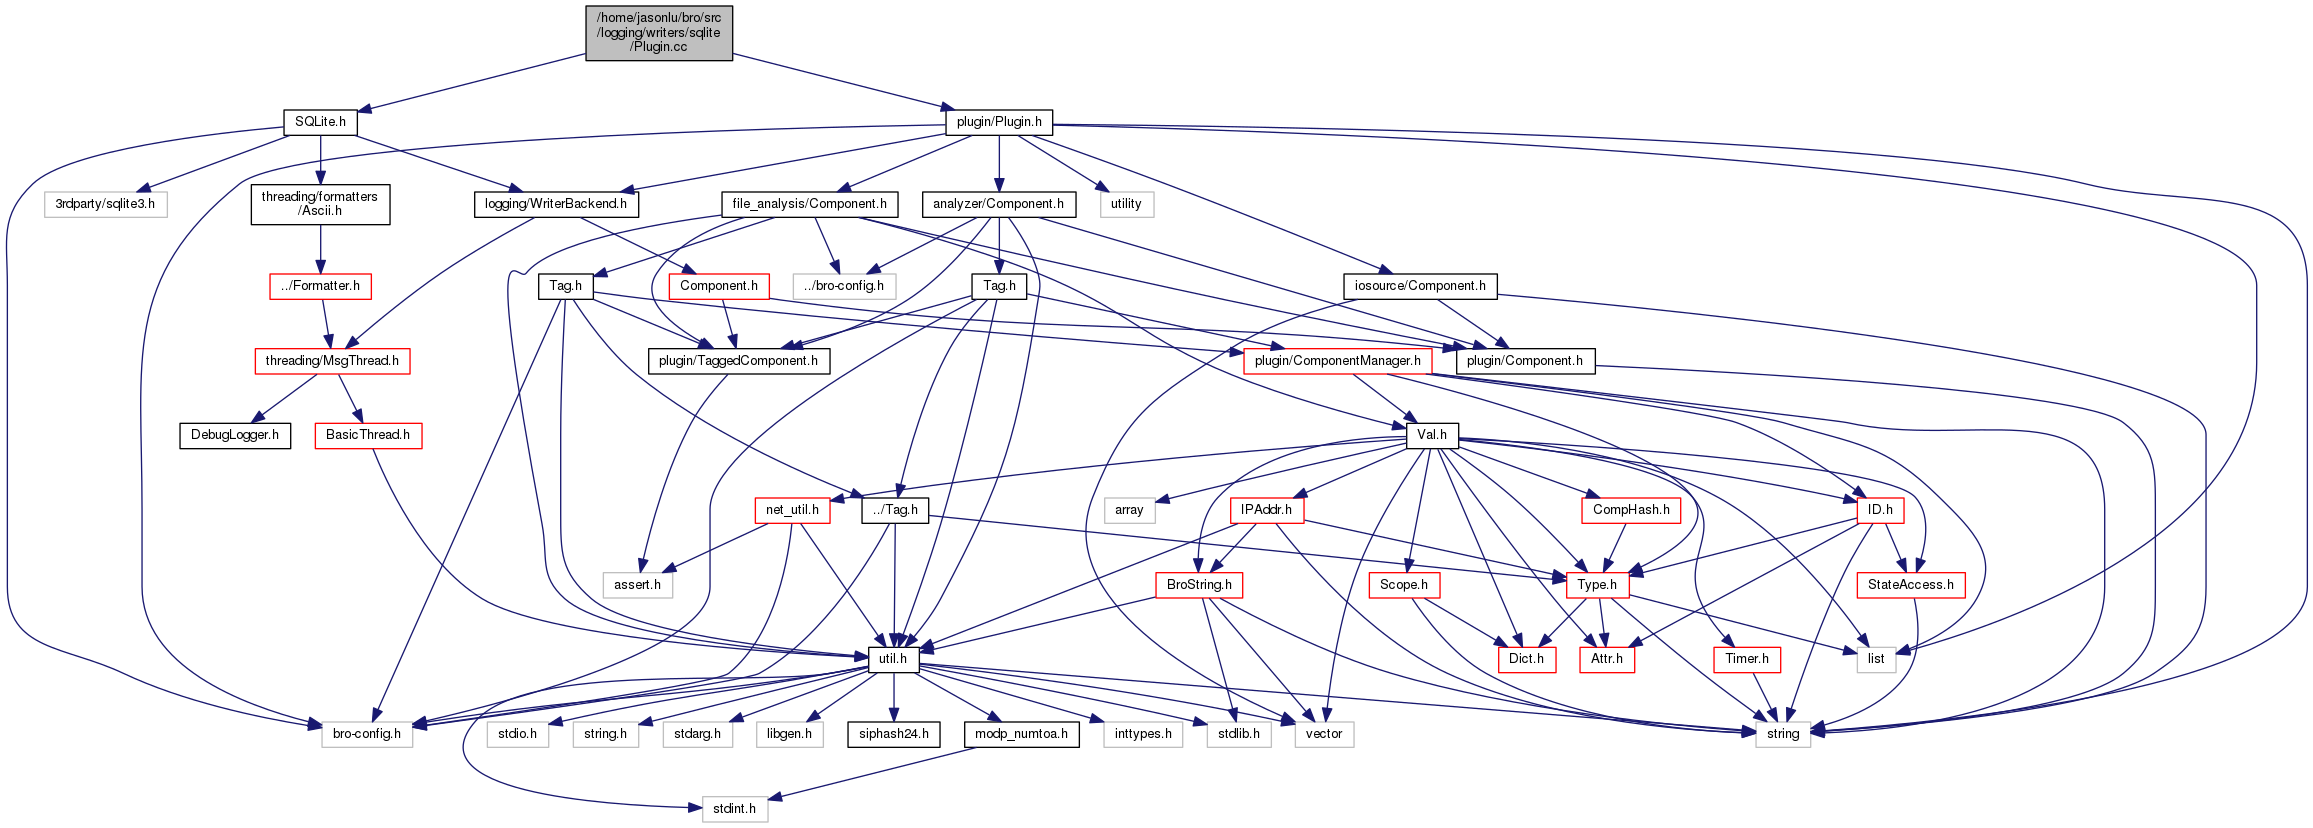 /home/jasonlu/bro/src
/logging/writers/sqlite
/Plugin.cc
SQLite.h
plugin/Plugin.h
3rdparty/sqlite3.h
threading/formatters
/Ascii.h
logging/WriterBackend.h
file_analysis/Component.h
analyzer/Component.h
utility
../Formatter.h
Tag.h
Component.h
../bro-config.h
Tag.h
iosource/Component.h
threading/MsgThread.h
plugin/TaggedComponent.h
plugin/ComponentManager.h
plugin/Component.h
DebugLogger.h
BasicThread.h
Val.h
net_util.h
../Tag.h
array
IPAddr.h
CompHash.h
ID.h
assert.h
BroString.h
Scope.h
Type.h
StateAccess.h
util.h
Dict.h
Attr.h
Timer.h
list
bro-config.h
stdio.h
string.h
stdarg.h
libgen.h
siphash24.h
modp_numtoa.h
inttypes.h
stdlib.h
vector
string
stdint.h